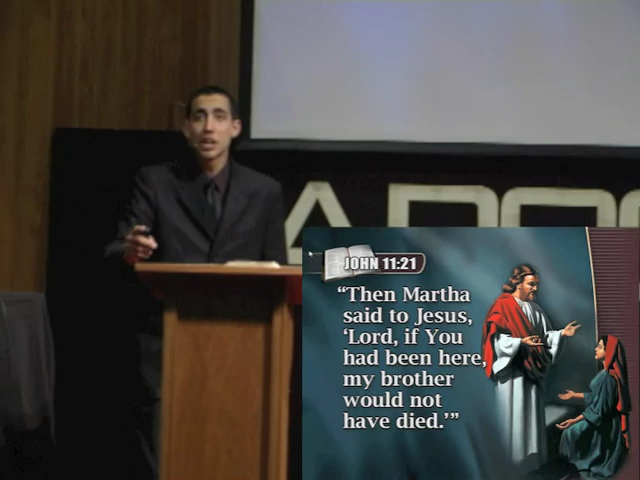 JOHN 11:21
“Then Martha
said to Jesus,
‘Lord, if You
had been here,
my brother
would not
have died.’”